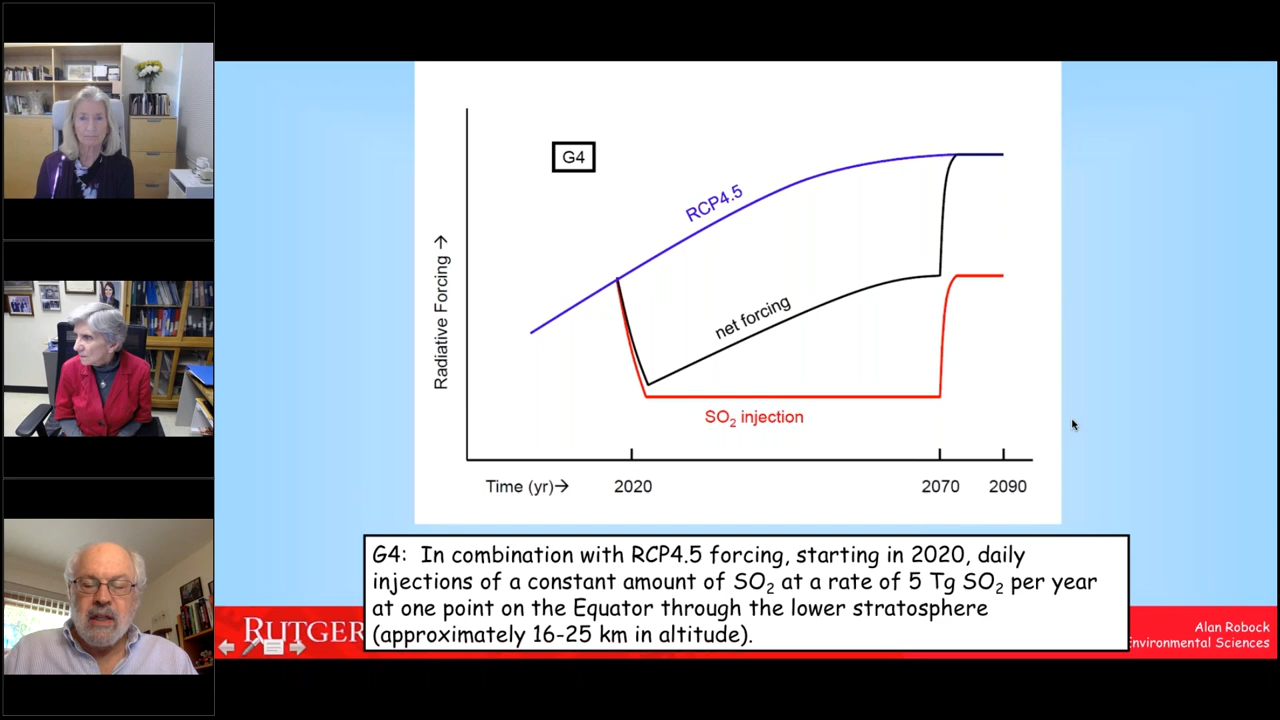 G4
RCP4.5
Radiative Forcing →
net forcing
SO₂ injection
Time (yr)→
2020
2070
2090
G4: In combination with RCP4.5 forcing, starting in 2020, daily
injections of a constant amount of SO₂ at a rate of 5 Tg SO₂ per year
at one point on the Equator through the lower stratosphere
(approximately 16-25 km in altitude).
RUTGER
Alan Robock
Environmental Sciences